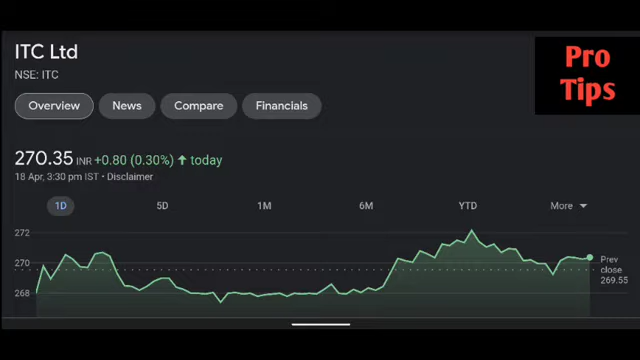 ITC Ltd
NSE: ITC
Pro
Tips
Overview News Compare Financials
270.35 INR +0.80 (0.30%) ↑ today
18 Apr, 3:30 pm IST • Disclaimer
1D 5D 1M 6M YTD More
272
270
268
Prev
close
269.55